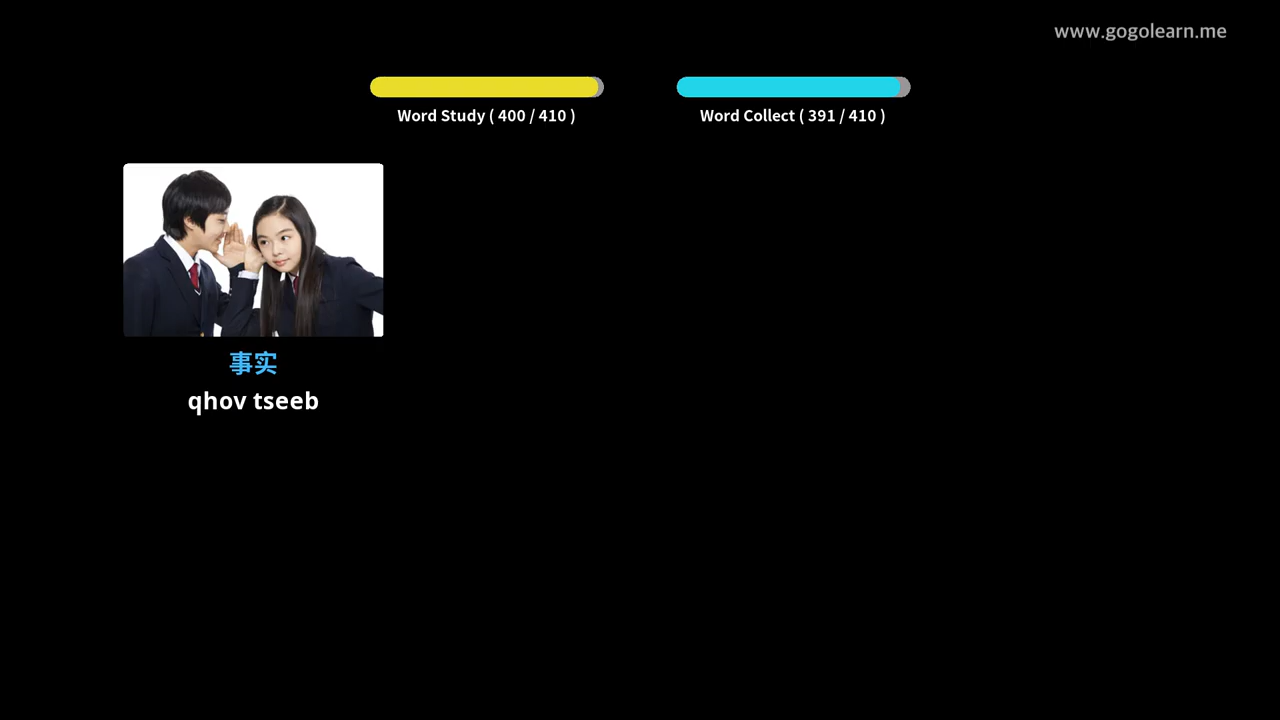 www.gogolearn.me
Word Study ( 400 / 410 )
Word Collect ( 391 / 410 )
事实
qhov tseeb